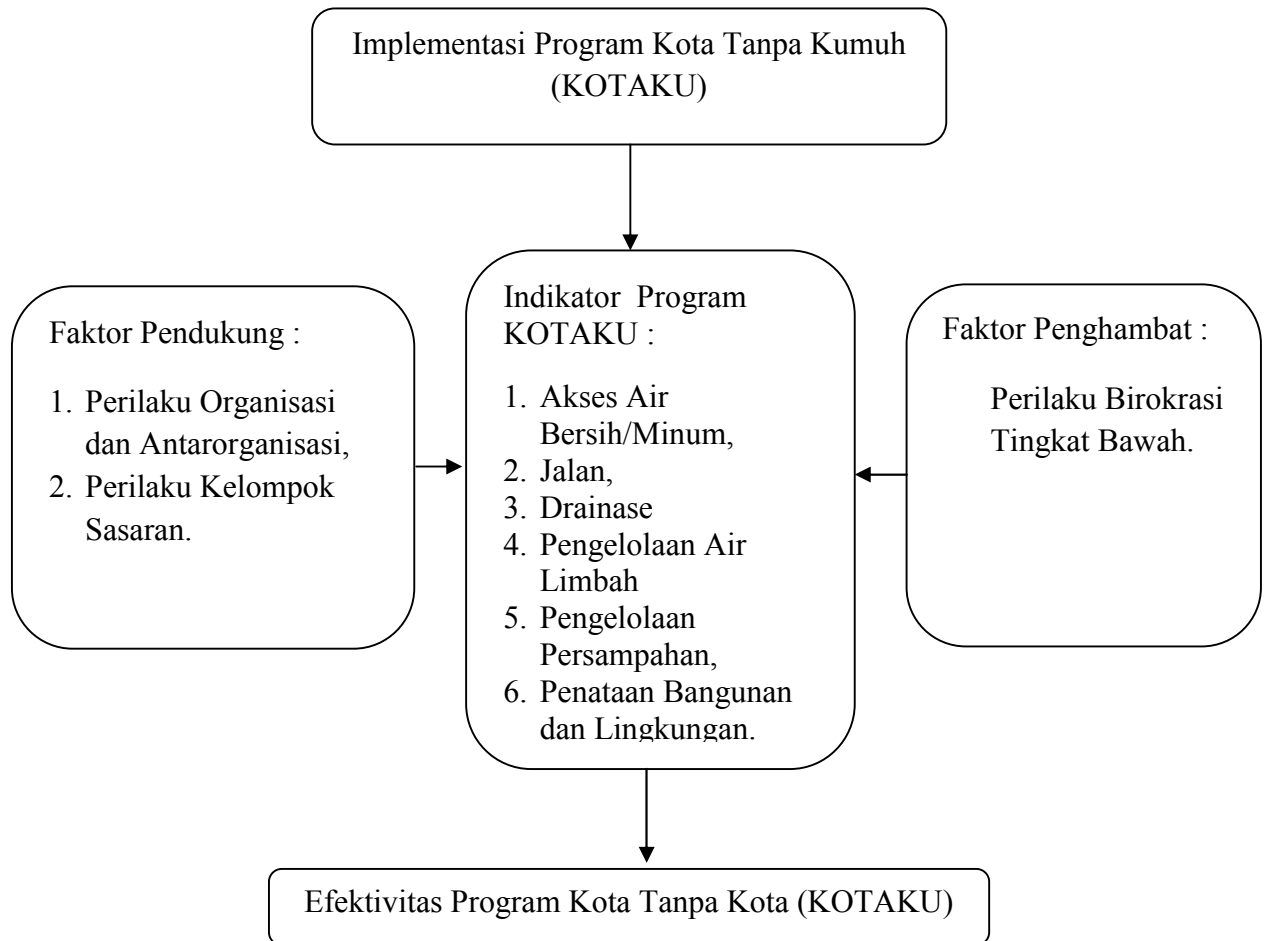 Implementasi Program Kota Tanpa Kumuh
(KOTAKU)
Faktor Pendukung :
1. Perilaku Organisasi
dan Antarorganisasi,
2. Perilaku Kelompok
Sasaran.
Indikator Program
KOTAKU :
1. Akses Air
Bersih/Minum,
2. Jalan,
3. Drainase
4. Pengelolaan Air
Limbah
5. Pengelolaan
Persampahan,
6. Penataan Bangunan
dan Lingkungan.
Faktor Penghambat :
Perilaku Birokrasi
Tingkat Bawah.
Efektivitas Program Kota Tanpa Kota (KOTAKU)